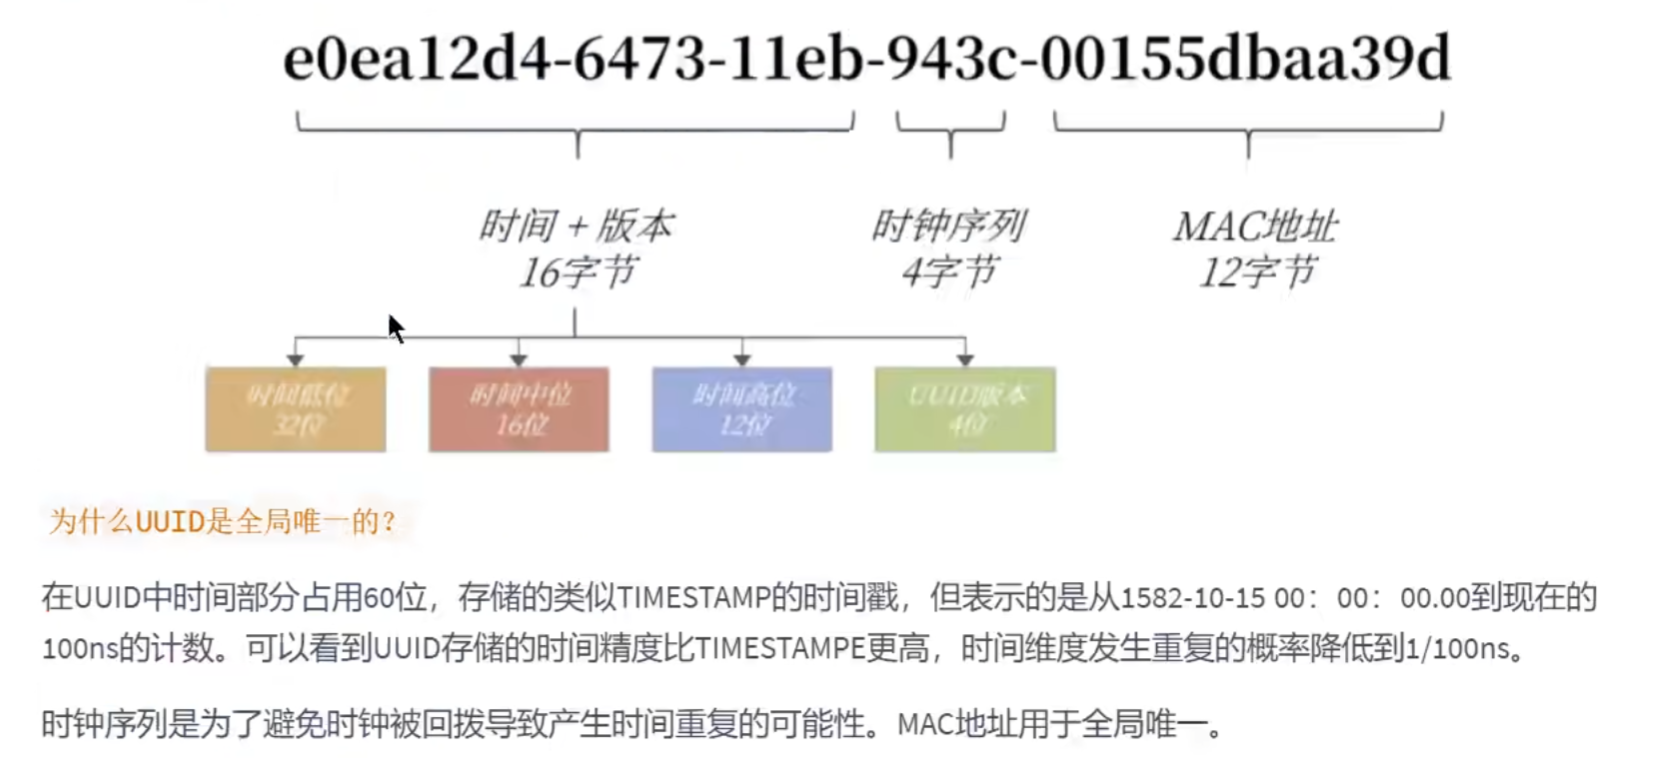 e0ea12d4-6473-11eb-943c-00155dbaa39d
时间 + 版本
16字节
时钟序列
4字节
MAC地址
12字节
时间低位
32位
时间中位
16位
时间高位
12位
UUID版本
4位
为什么UUID是全局唯一的？
在UUID中时间部分占用60位，存储的类似TIMESTAMP的时间戳，但表示的是从1582-10-15 00：00：00.00到现在的
100ns的计数。可以看到UUID存储的时间精度比TIMESTAMPE更高，时间维度发生重复的概率降低到1/100ns。
时钟序列是为了避免时钟被回拨导致产生时间重复的可能性。MAC地址用于全局唯一。